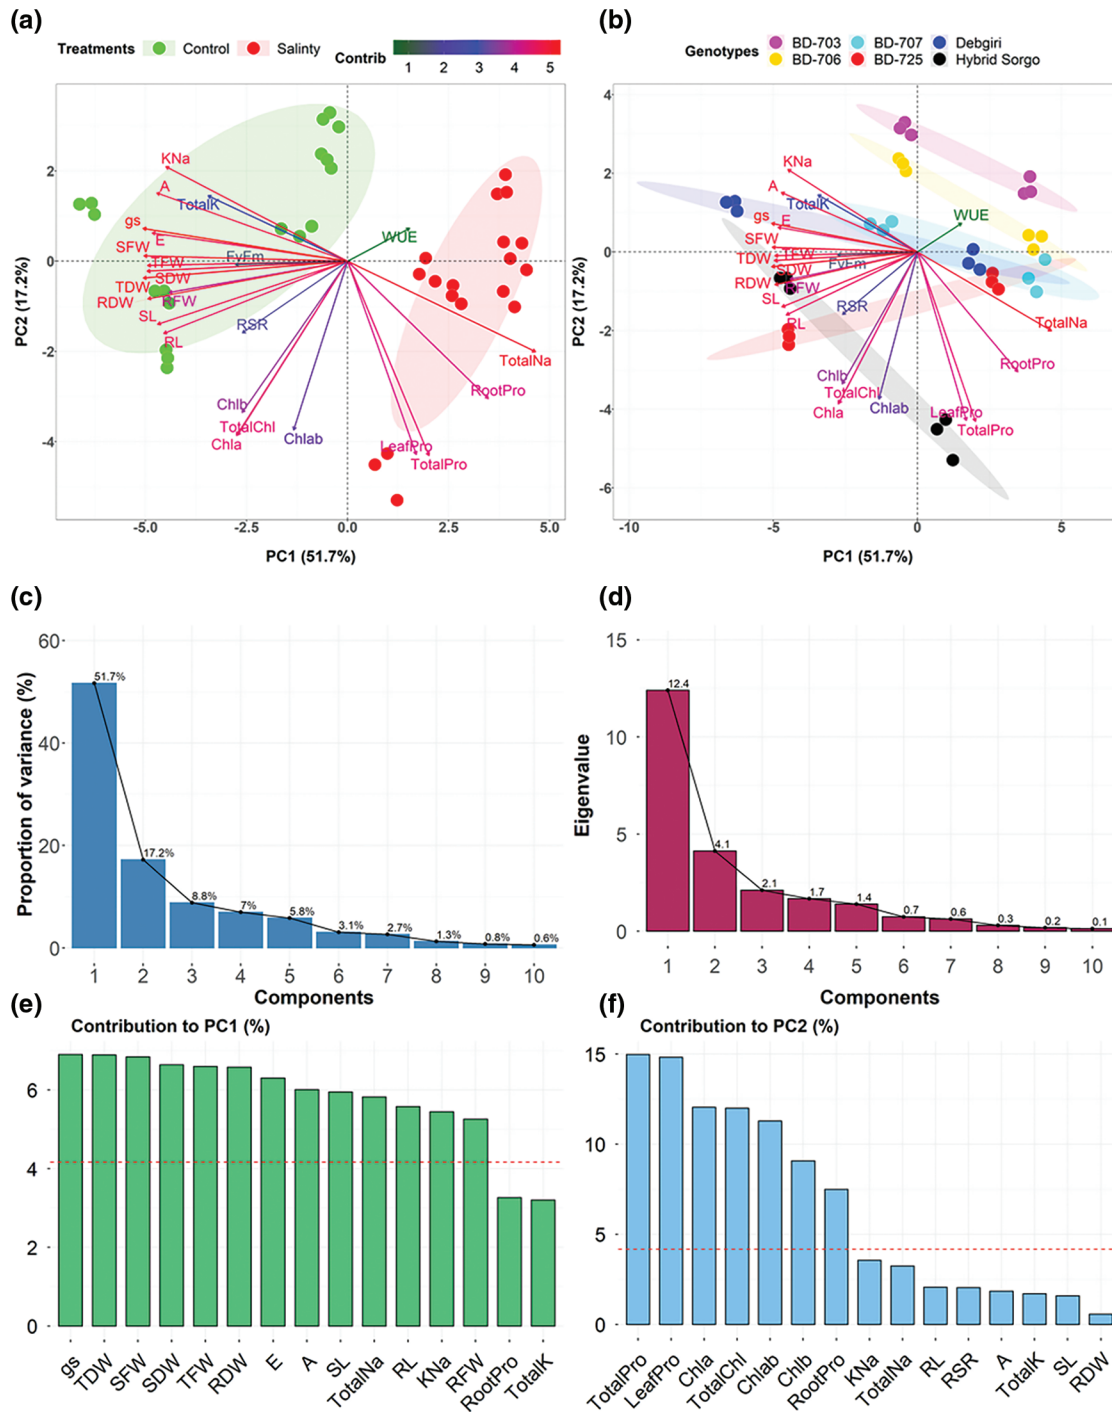 (a)
Treatments Control Salinty Contrib
1 2 3 4 5
KNa
A
TotalK
gs
E
WUE
SFW
FvFm
TFW
SDW
TDW
RFW
RDW
SL
RSR
RL
TotalNa
RootPro
Chlb
TotalChl
Chla
Chlab
LeafPro
TotalPro
2
0
-2
-4
PC2 (17.2%)
-5.0 -2.5 0.0 2.5 5.0
PC1 (51.7%)
(b)
Genotypes BD-703 BD-707 Debgiri
BD-706 BD-725 Hybrid Sorgo
KNa
A
TotalK
gs
E
WUE
SFW
TFW
TDW
FvFm
SDW
RDW
RFW
SL
RSR
RL
TotalNa
RootPro
Chlb
TotalChl
Chla
Chlab
LeafPro
TotalPro
4
2
0
-2
-4
-6
PC2 (17.2%)
-10 -5 0 5
PC1 (51.7%)
(c)
Proportion of variance (%)
60
40
20
0
51.7%
17.2%
8.8%
7%
5.8%
3.1%
2.7%
1.3%
0.8%
0.6%
1 2 3 4 5 6 7 8 9 10
Components
(d)
Eigenvalue
15
10
5
0
12.4
4.1
2.1
1.7
1.4
0.7
0.6
0.3
0.2
0.1
1 2 3 4 5 6 7 8 9 10
Components
(e)
Contribution to PC1 (%)
6
4
2
0
gs TDW SFW SDW TFW RDW E A SL TotalNa RL KNa RFW RootPro TotalK
(f)
Contribution to PC2 (%)
15
10
5
0
TotalPro LeafPro Chla TotalChl Chlab Chlb RootPro KNa TotalNa RL RSR A TotalK SL RDW